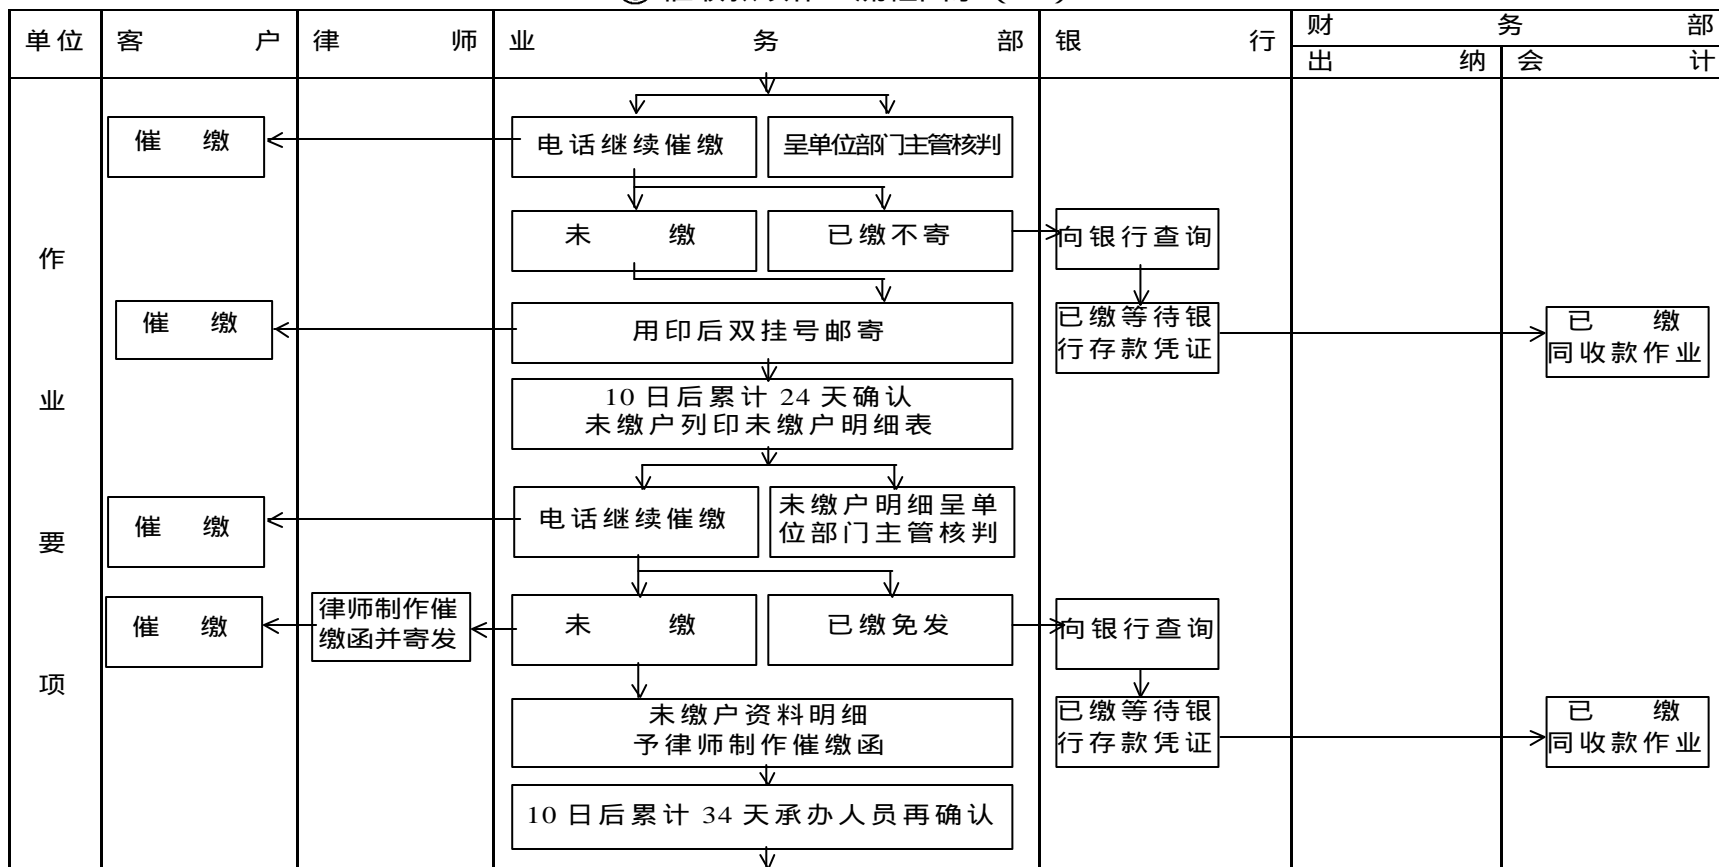 单位 客户 律师 业务部 银行 财务部
出纳 会计
催缴 电话继续催缴 呈单位部门主管核判
未缴 已缴不寄 向银行查询
作
催缴 用印后双挂号邮寄
已缴等待银
行存款凭证
已缴
同收款作业
业
10日后累计24天确认
未缴户列印未缴户明细表
催缴 电话继续催缴
未缴户明细呈单
位部门主管核判
要
催缴
律师制作催
缴函并寄发
未缴 已缴免发 向银行查询
项
未缴户资料明细
予律师制作催缴函
已缴等待银
行存款凭证
已缴
同收款作业
10日后累计34天承办人员再确认